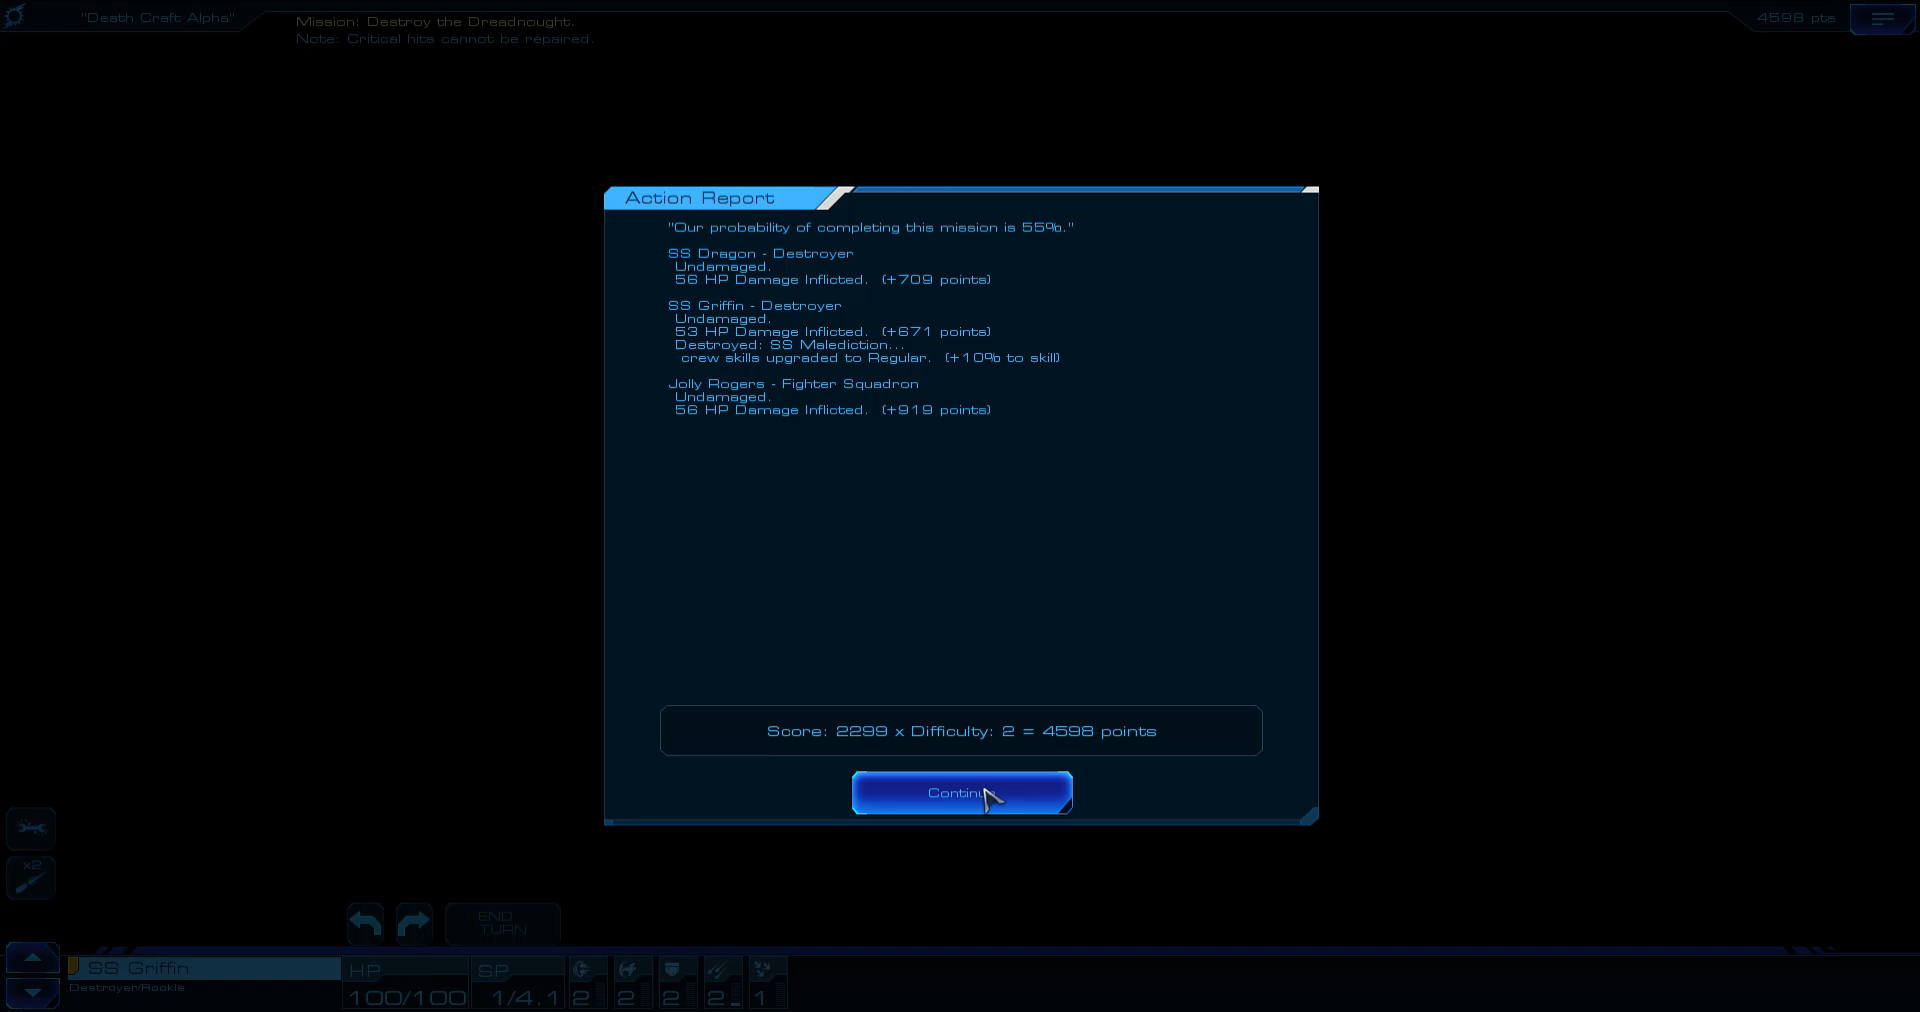 "Death Craft Alpha"
Mission: Destroy the Dreadnought.
Note: Critical hits cannot be repaired.
4598 pts
Action Report
"Our probability of completing this mission is 55%."
SS Dragon - Destroyer
Undamaged.
56 HP Damage Inflicted. (+709 points)
SS Griffin - Destroyer
Undamaged.
53 HP Damage Inflicted. (+671 points)
Destroyed: SS Malediction...
crew skills upgraded to Regular. (+10% to skill)
Jolly Rogers - Fighter Squadron
Undamaged.
56 HP Damage Inflicted. (+919 points)
Score: 2299 x Difficulty: 2 = 4598 points
Continue
x2
END
TURN
SS Griffin
Destroyer/Rookie
HP
100/100
SP
1/4.1
2
2
2
2
1